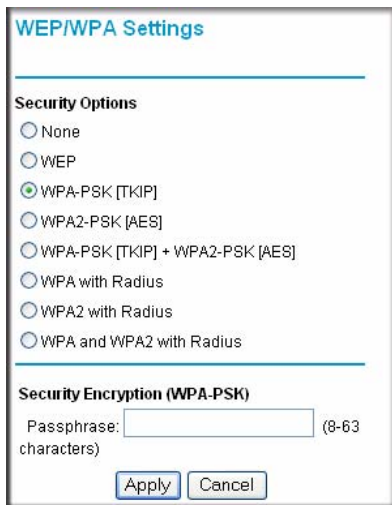 WEP/WPA Settings
Security Options
None
WEP
WPA-PSK [TKIP]
WPA2-PSK [AES]
WPA-PSK [TKIP] + WPA2-PSK [AES]
WPA with Radius
WPA2 with Radius
WPA and WPA2 with Radius
Security Encryption (WPA-PSK)
Passphrase: (8-63
characters)
Apply Cancel